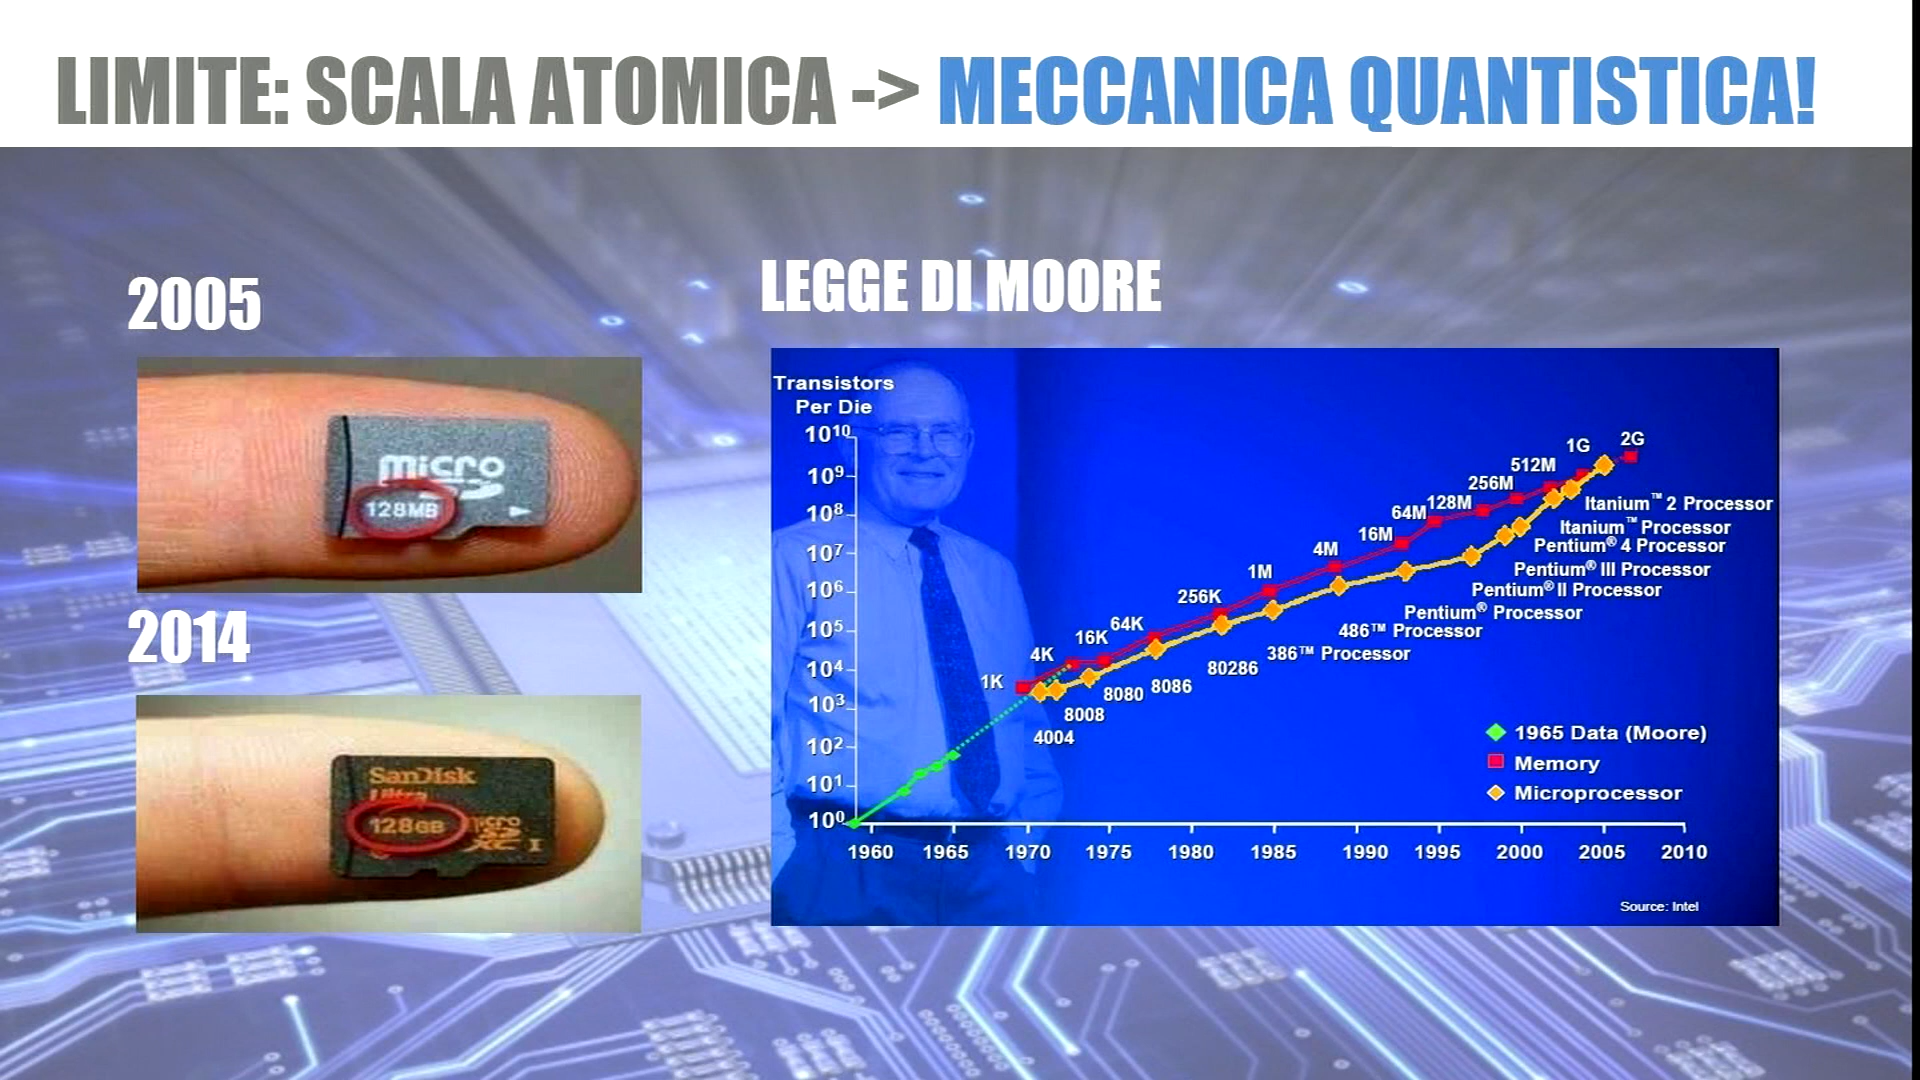 LIMITE: SCALA ATOMICA -> MECCANICA QUANTISTICA!
2005
micro
128MB
2014
SanDisk
Ultra
128GB
micro
XC I
LEGGE DI MOORE
Transistors
Per Die
10¹⁰
10⁹
10⁸
10⁷
10⁶
10⁵
10⁴
10³
10²
10¹
10⁰
1960 1965 1970 1975 1980 1985 1990 1995 2000 2005 2010
1K
4K
16K
64K
256K
1M
4M
16M
64M
128M
256M
512M
1G
2G
4004
8008
8080
8086
80286
386™ Processor
486™ Processor
Pentium® Processor
Pentium® II Processor
Pentium® III Processor
Pentium® 4 Processor
Itanium™ Processor
Itanium™ 2 Processor
1965 Data (Moore)
Memory
Microprocessor
Source: Intel